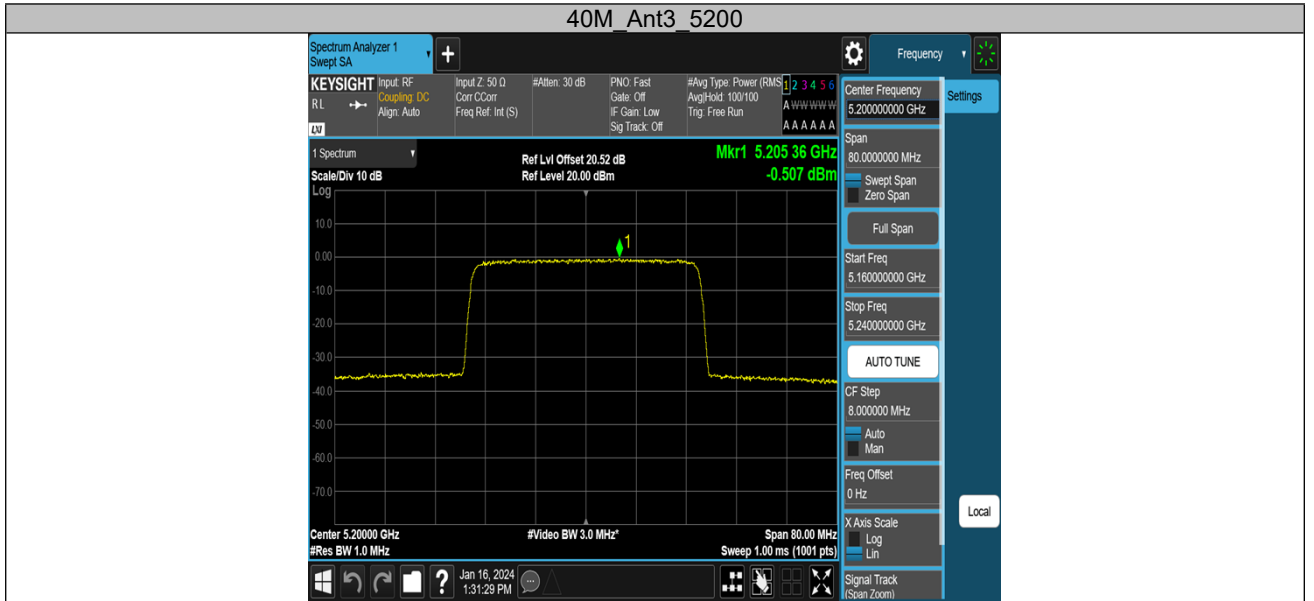 40M_Ant3_5200
Spectrum Analyzer 1
Swept SA
+
Frequency
KEYSIGHT
RL
LXI
Input: RF
Coupling: DC
Align: Auto
Input Z: 50 Ω
Corr CCorr
Freq Ref: Int (S)
#Atten: 30 dB
PNO: Fast
Gate: Off
IF Gain: Low
Sig Track: Off
#Avg Type: Power (RMS
Avg|Hold: 100/100
Trig: Free Run
1 2 3 4 5 6
A W W W W W
A A A A A A
1 Spectrum
Scale/Div 10 dB
Log
Ref Lvl Offset 20.52 dB
Ref Level 20.00 dBm
Mkr1 5.205 36 GHz
-0.507 dBm
10.0
0.00
-10.0
-20.0
-30.0
-40.0
-50.0
-60.0
-70.0
1
Center 5.20000 GHz
#Res BW 1.0 MHz
#Video BW 3.0 MHz*
Span 80.00 MHz
Sweep 1.00 ms (1001 pts)
?
Jan 16, 2024
1:31:29 PM
Center Frequency
5.200000000 GHz
Span
80.0000000 MHz
Swept Span
Zero Span
Full Span
Start Freq
5.160000000 GHz
Stop Freq
5.240000000 GHz
AUTO TUNE
CF Step
8.000000 MHz
Auto
Man
Freq Offset
0 Hz
X Axis Scale
Log
Lin
Signal Track
(Span Zoom)
Settings
Local